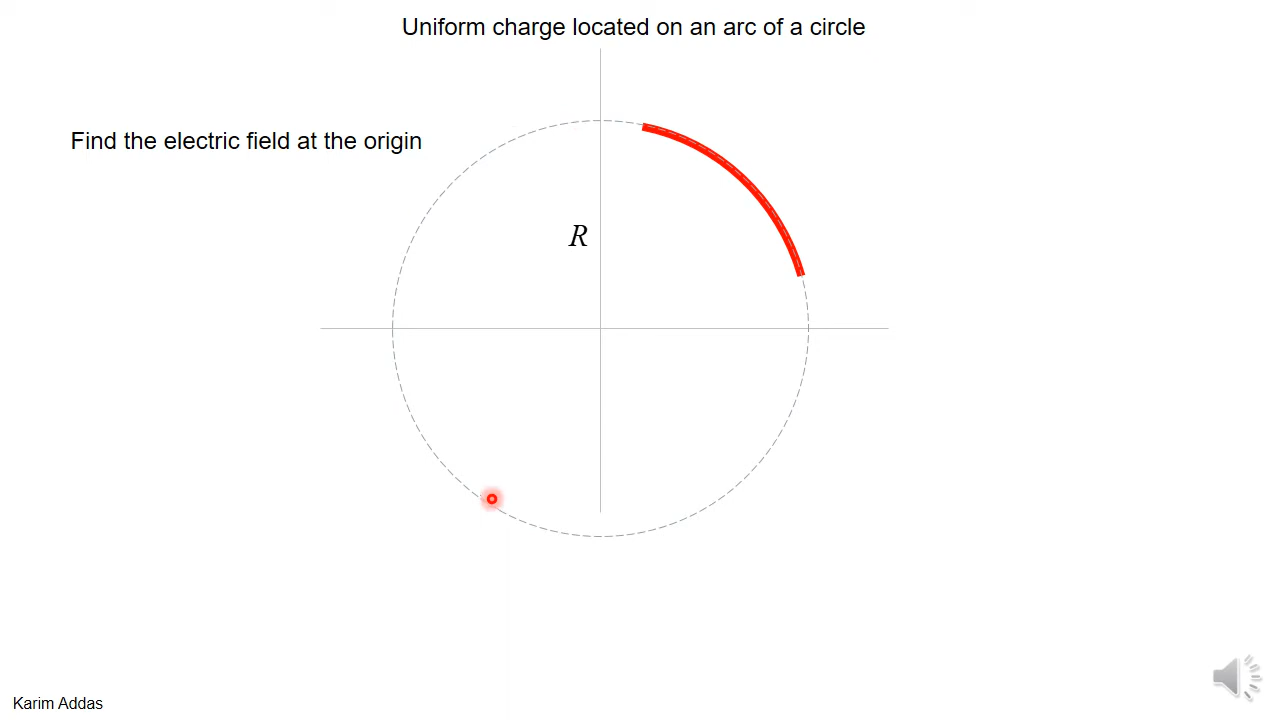 Uniform charge located on an arc of a circle
Find the electric field at the origin
R
Karim Addas